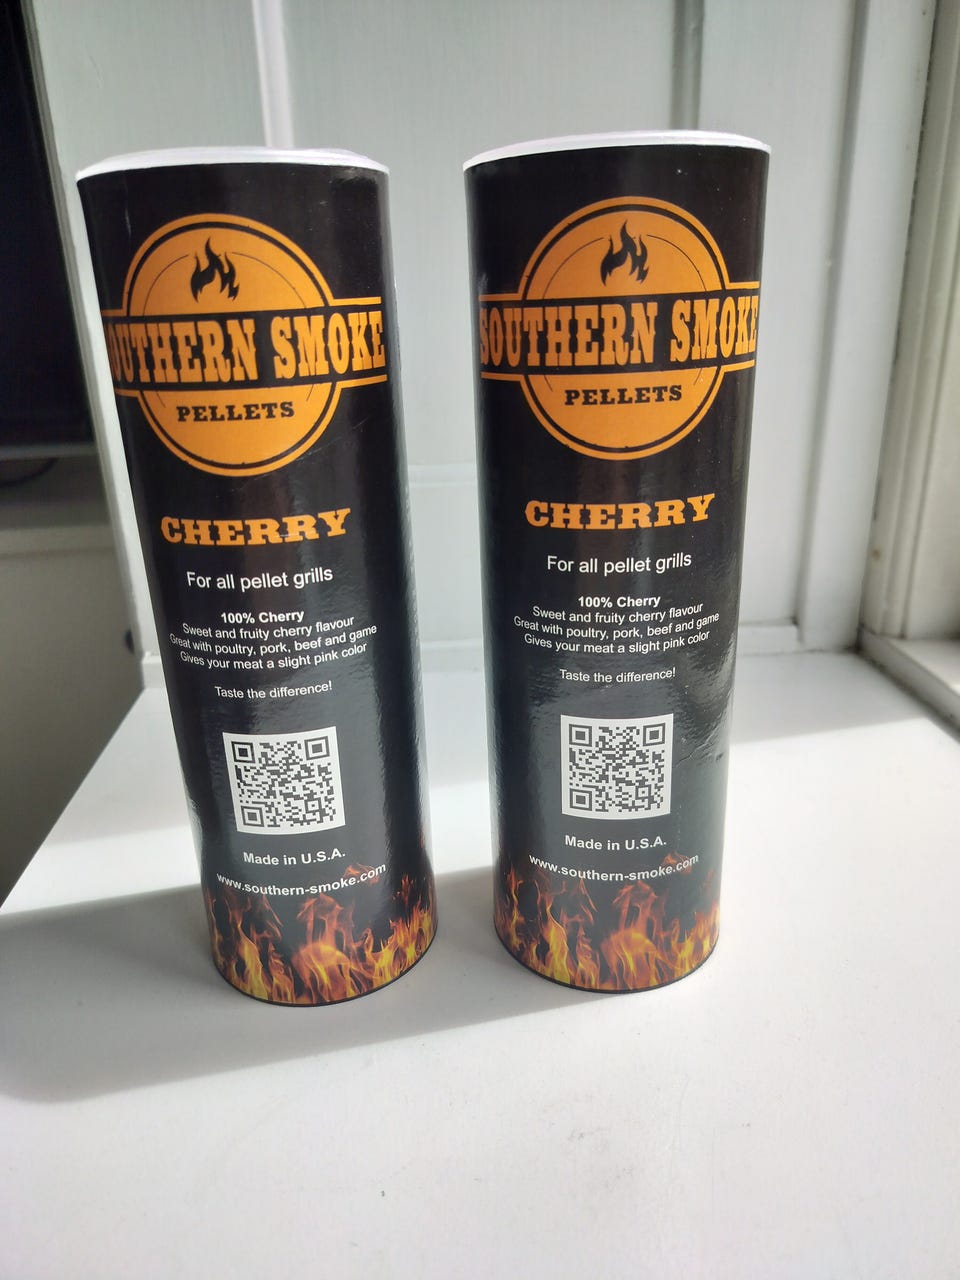 OUTHERN SMOKE
PELLETS
CHERRY
For all pellet grills
100% Cherry
Sweet and fruity cherry flavour
Great with poultry, pork, beef and game
Gives your meat a slight pink color
Taste the difference!
Made in U.S.A.
www.southern-smoke.com
SOUTHERN SMOKE
PELLETS
CHERRY
For all pellet grills
100% Cherry
Sweet and fruity cherry flavour
Great with poultry, pork, beef and game
Gives your meat a slight pink color
Taste the difference!
Made in U.S.A.
www.southern-smoke.com